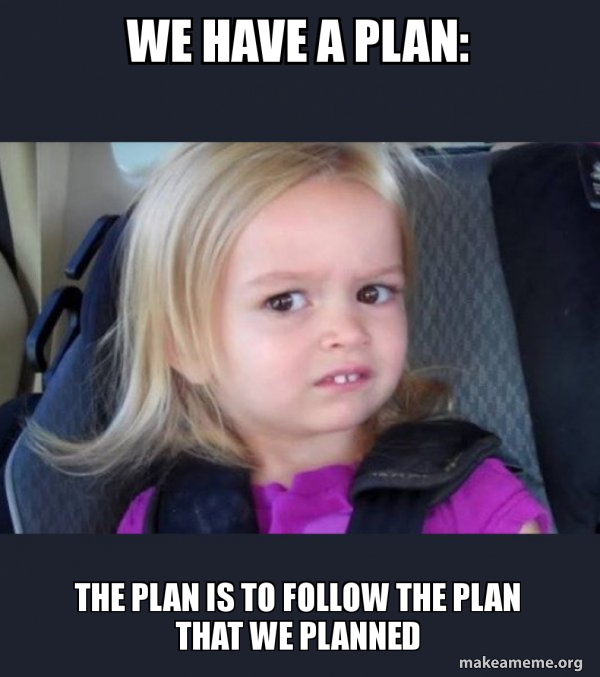 WE HAVE A PLAN:
THE PLAN IS TO FOLLOW THE PLAN
THAT WE PLANNED
makeameme.org